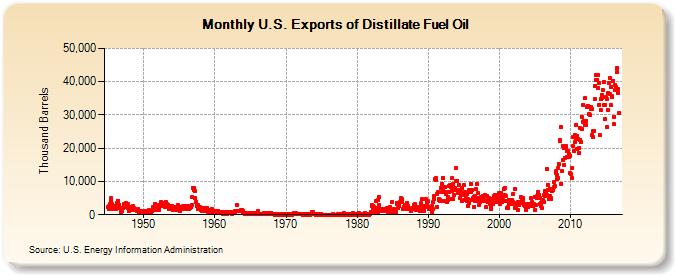 Monthly U.S. Exports of Distillate Fuel Oil
Thousand Barrels
50,000
40,000
30,000
20,000
10,000
0
1950 1960 1970 1980 1990 2000 2010
Source: U.S. Energy Information Administration